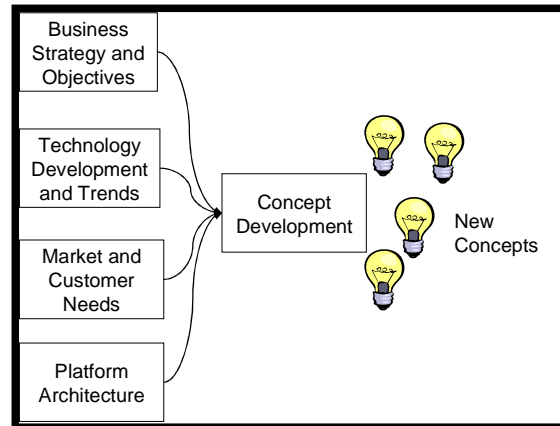 Business
Strategy and
Objectives
Technology
Development
and Trends
Market and
Customer
Needs
Platform
Architecture
Concept
Development
New
Concepts